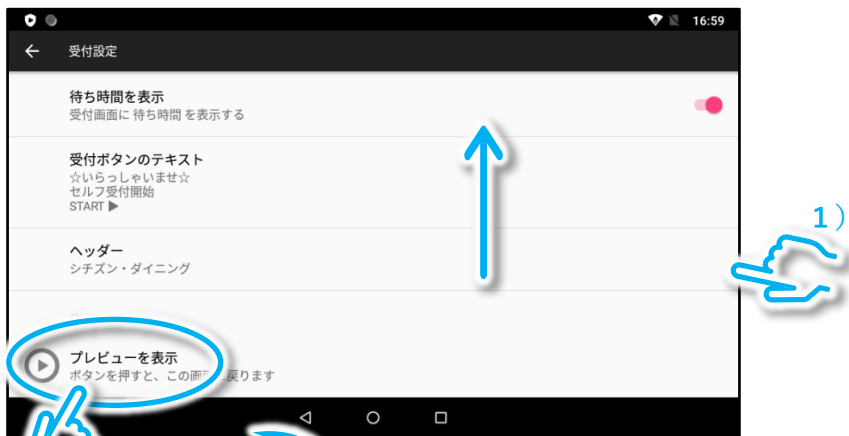 16:59
受付設定
待ち時間を表示
受付画面に 待ち時間 を表示する
受付ボタンのテキスト
☆いらっしゃいませ☆
セルフ受付開始
START ▶
ヘッダー
シチズン・ダイニング
1）
プレビューを表示
ボタンを押すと、この画 戻ります